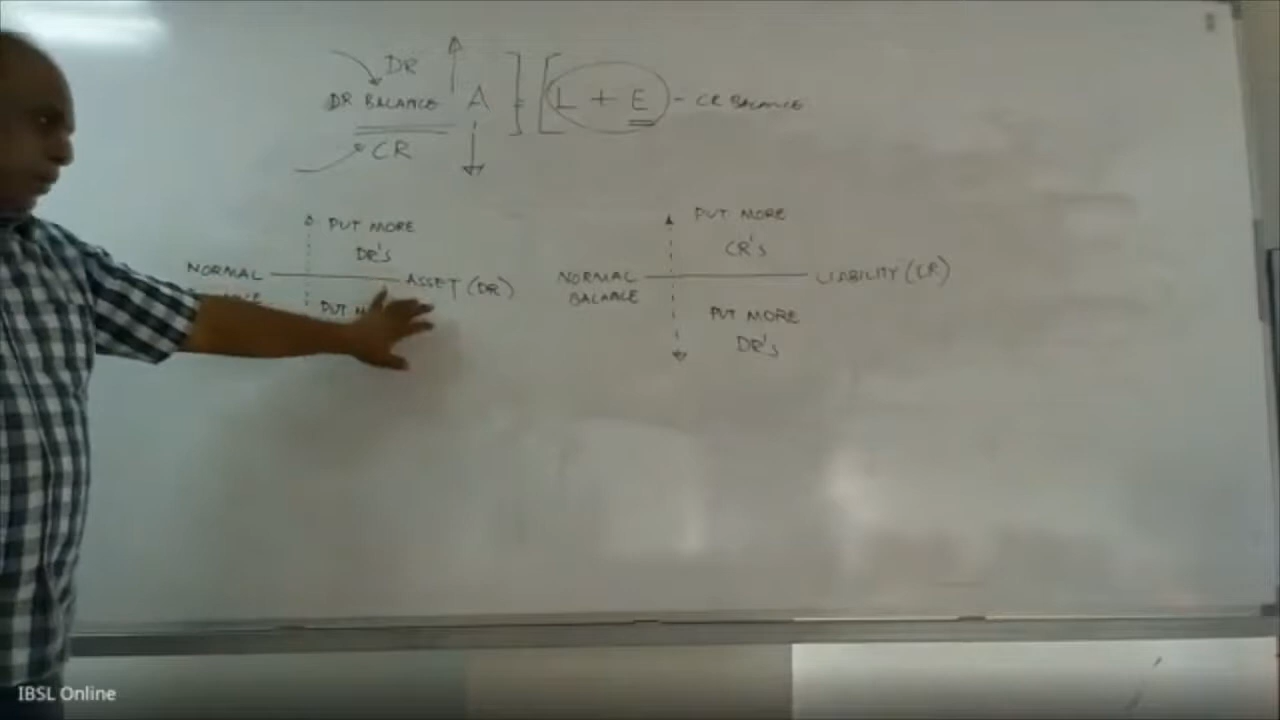 DR
DR BALANCE A ] = [ L + E - CR BALANCE
CR
PUT MORE
DR's
NORMAL
ASSET (DR)
PUT
PUT MORE
CR's
NORMAL
BALANCE
LIABILITY (CR)
PUT MORE
DR's
IBSL Online